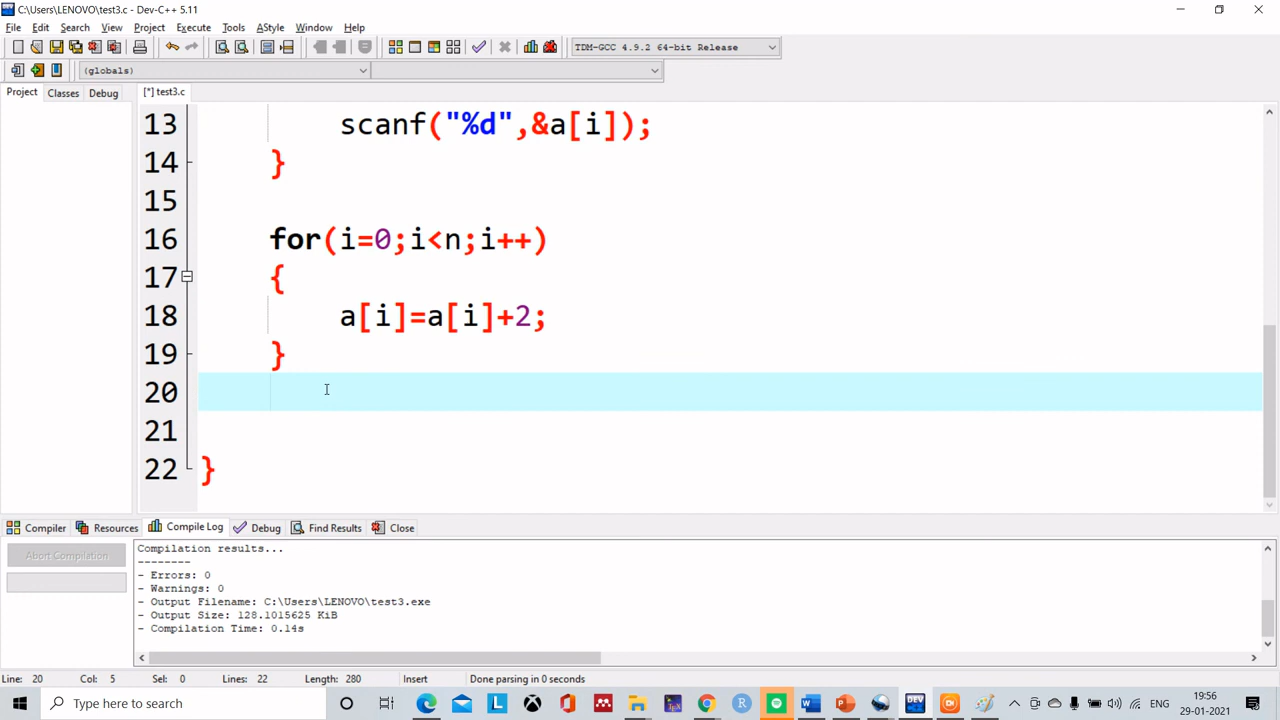 C:\Users\LENOVO\test3.c - Dev-C++ 5.11
File Edit Search View Project Execute Tools AStyle Window Help
TDM-GCC 4.9.2 64-bit Release
(globals)
Project Classes Debug [*] test3.c
13 scanf("%d",&a[i]);
14 }
15
16 for(i=0;i<n;i++)
17 {
18 a[i]=a[i]+2;
19 }
20
21
22 }
Compiler Resources Compile Log Debug Find Results Close
Abort Compilation
Compilation results...
--------
- Errors: 0
- Warnings: 0
- Output Filename: C:\Users\LENOVO\test3.exe
- Output Size: 128.1015625 KiB
- Compilation Time: 0.14s
Line: 20 Col: 5 Sel: 0 Lines: 22 Length: 280 Insert Done parsing in 0 seconds
Type here to search
ENG
19:56
29-01-2021